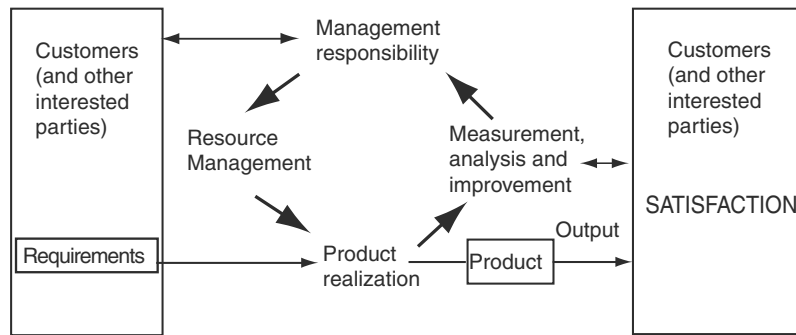 Customers
(and other
interested
parties)
Requirements
Management
responsibility
Resource
Management
Measurement,
analysis and
improvement
Product
realization
Product
Output
Customers
(and other
interested
parties)
SATISFACTION